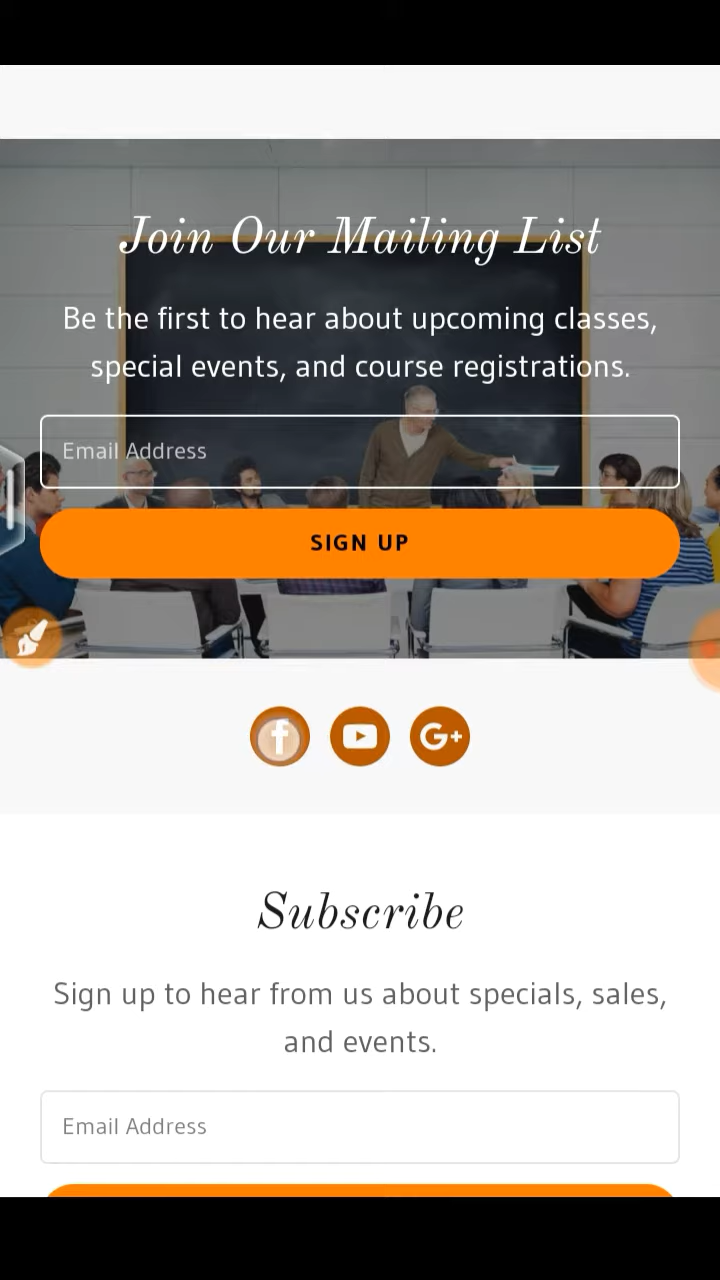 Join Our Mailing List
Be the first to hear about upcoming classes,
special events, and course registrations.
Email Address
SIGN UP
f
G+
Subscribe
Sign up to hear from us about specials, sales,
and events.
Email Address